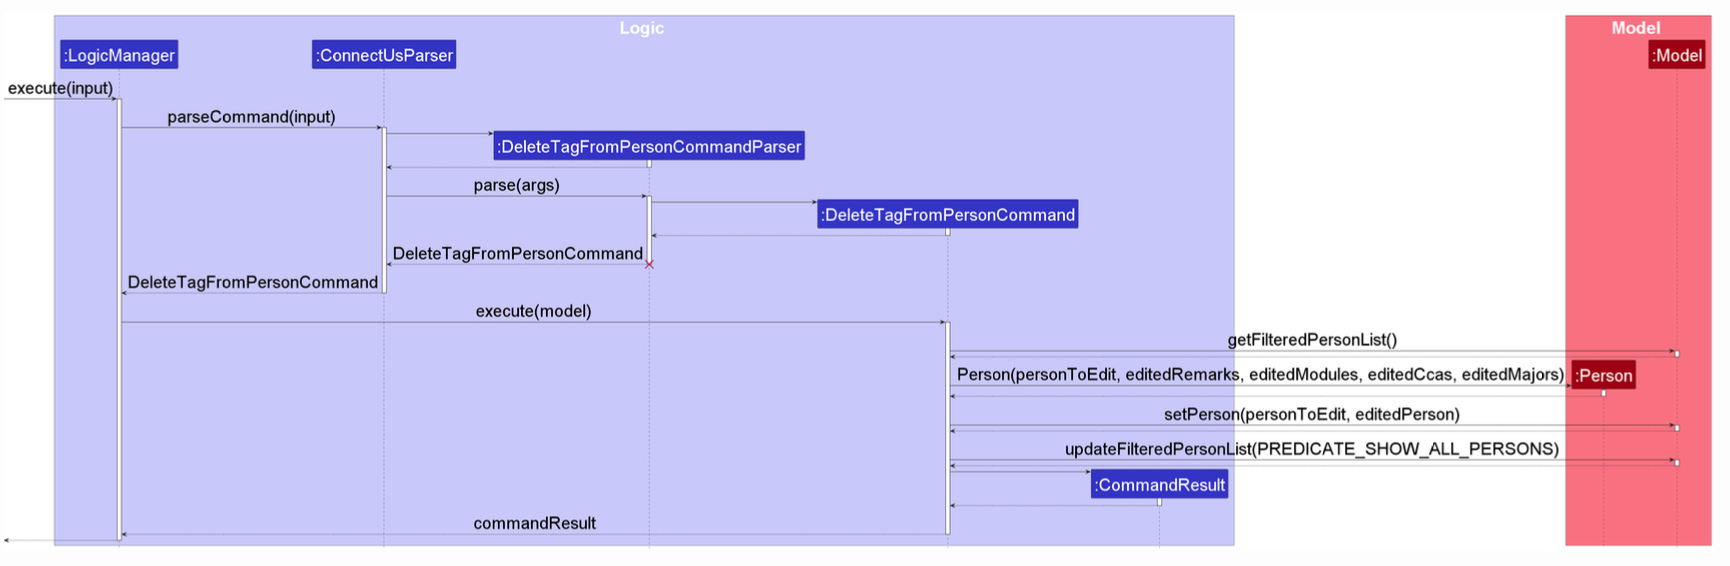 Logic
Model
:LogicManager
:ConnectUsParser
:Model
execute(input)
parseCommand(input)
:DeleteTagFromPersonCommandParser
parse(args)
:DeleteTagFromPersonCommand
DeleteTagFromPersonCommand
DeleteTagFromPersonCommand
execute(model)
getFilteredPersonList()
Person(personToEdit, editedRemarks, editedModules, editedCcas, editedMajors)
:Person
setPerson(personToEdit, editedPerson)
updateFilteredPersonList(PREDICATE_SHOW_ALL_PERSONS)
:CommandResult
commandResult